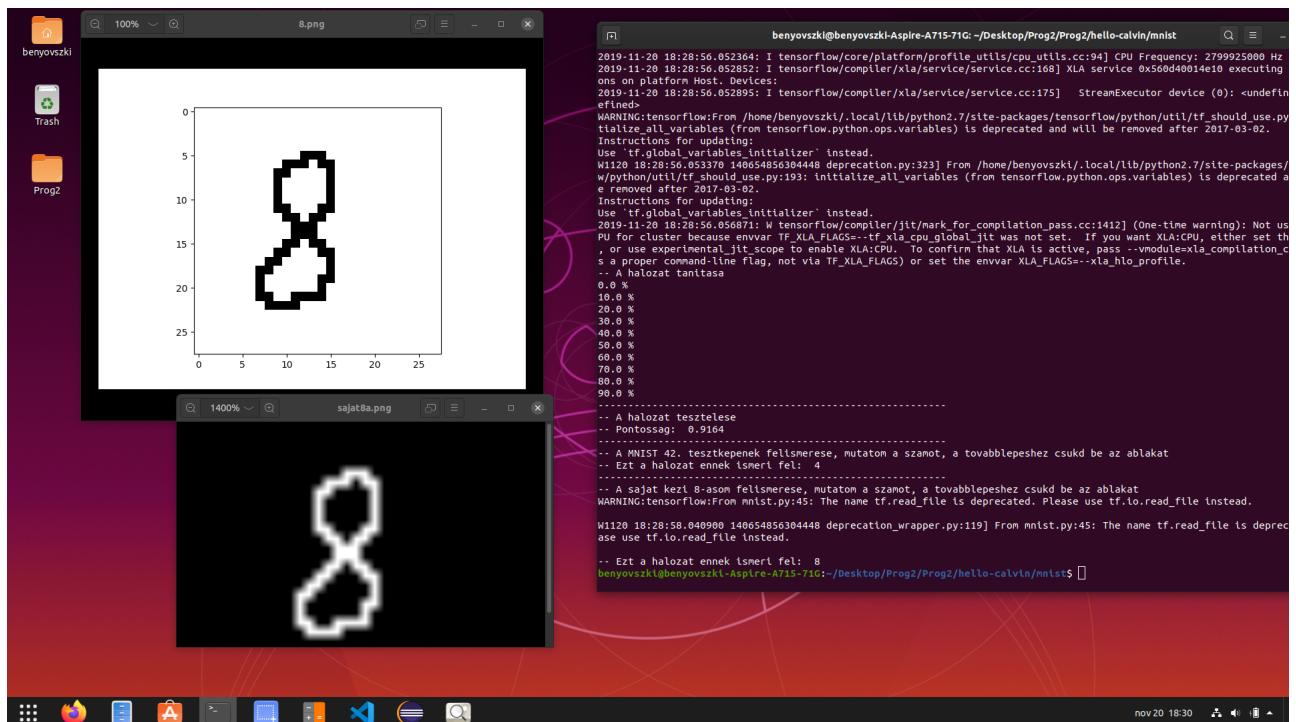 benyovszki
Trash
Prog2
100%
8.png
0
5
10
15
20
25
0 5 10 15 20 25
1400%
sajat8a.png
benyovszki@benyovszki-Aspire-A715-71G: ~/Desktop/Prog2/Prog2/hello-calvin/mnist
2019-11-20 18:28:56.052364: I tensorflow/core/platform/profile_utils/cpu_utils.cc:94] CPU Frequency: 2799925000 Hz
2019-11-20 18:28:56.052852: I tensorflow/compiler/xla/service/service.cc:168] XLA service 0x560d40014e10 executing
ons on platform Host. Devices:
2019-11-20 18:28:56.052895: I tensorflow/compiler/xla/service/service.cc:175]   StreamExecutor device (0): <undefin
efined>
WARNING:tensorflow:From /home/benyovszki/.local/lib/python2.7/site-packages/tensorflow/python/util/tf_should_use.py
tialize_all_variables (from tensorflow.python.ops.variables) is deprecated and will be removed after 2017-03-02.
Instructions for updating:
Use `tf.global_variables_initializer` instead.
W1120 18:28:56.053370 140654856304448 deprecation.py:323] From /home/benyovszki/.local/lib/python2.7/site-packages/
w/python/util/tf_should_use.py:193: initialize_all_variables (from tensorflow.python.ops.variables) is deprecated a
e removed after 2017-03-02.
Instructions for updating:
Use `tf.global_variables_initializer` instead.
2019-11-20 18:28:56.056871: W tensorflow/compiler/jit/mark_for_compilation_pass.cc:1412] (One-time warning): Not us
PU for cluster because envvar TF_XLA_FLAGS=--tf_xla_cpu_global_jit was not set.  If you want XLA:CPU, either set th
, or use experimental_jit_scope to enable XLA:CPU.  To confirm that XLA is active, pass --vmodule=xla_compilation_c
s a proper command-line flag, not via TF_XLA_FLAGS) or set the envvar XLA_FLAGS=--xla_hlo_profile.
-- A halozat tanitasa
0.0 %
10.0 %
20.0 %
30.0 %
40.0 %
50.0 %
60.0 %
70.0 %
80.0 %
90.0 %
------------------------------------------------------
-- A halozat tesztelese
-- Pontossag:  0.9164
------------------------------------------------------
-- A MNIST 42. tesztkepenek felismerese, mutatom a szamot, a tovabblepeshez csukd be az ablakat
-- Ezt a halozat ennek ismeri fel:  4
------------------------------------------------------
-- A sajat kezi 8-asom felismerese, mutatom a szamot, a tovabblepeshez csukd be az ablakat
WARNING:tensorflow:From mnist.py:45: The name tf.read_file is deprecated. Please use tf.io.read_file instead.
W1120 18:28:58.040900 140654856304448 deprecation_wrapper.py:119] From mnist.py:45: The name tf.read_file is deprec
ase use tf.io.read_file instead.
-- Ezt a halozat ennek ismeri fel:  8
benyovszki@benyovszki-Aspire-A715-71G:~/Desktop/Prog2/Prog2/hello-calvin/mnist$
nov 20 18:30